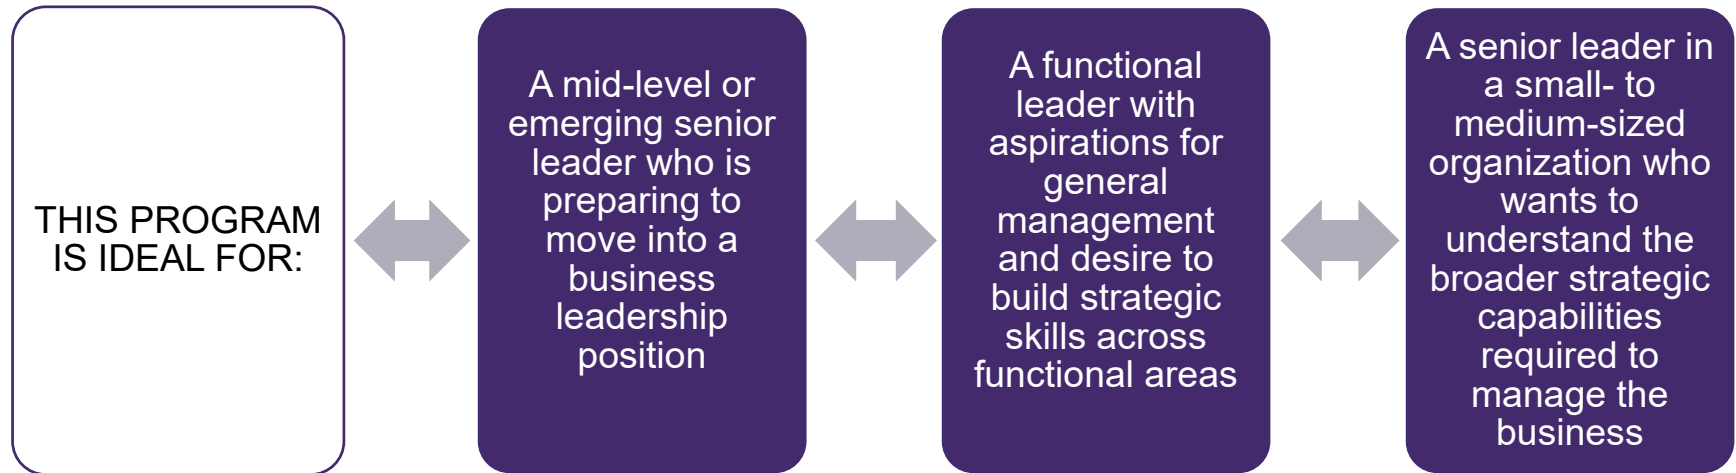 THIS PROGRAM
IS IDEAL FOR:
A mid-level or
emerging senior
leader who is
preparing to
move into a
business
leadership
position
A functional
leader with
aspirations for
general
management
and desire to
build strategic
skills across
functional areas
A senior leader in
a small- to
medium-sized
organization who
wants to
understand the
broader strategic
capabilities
required to
manage the
business